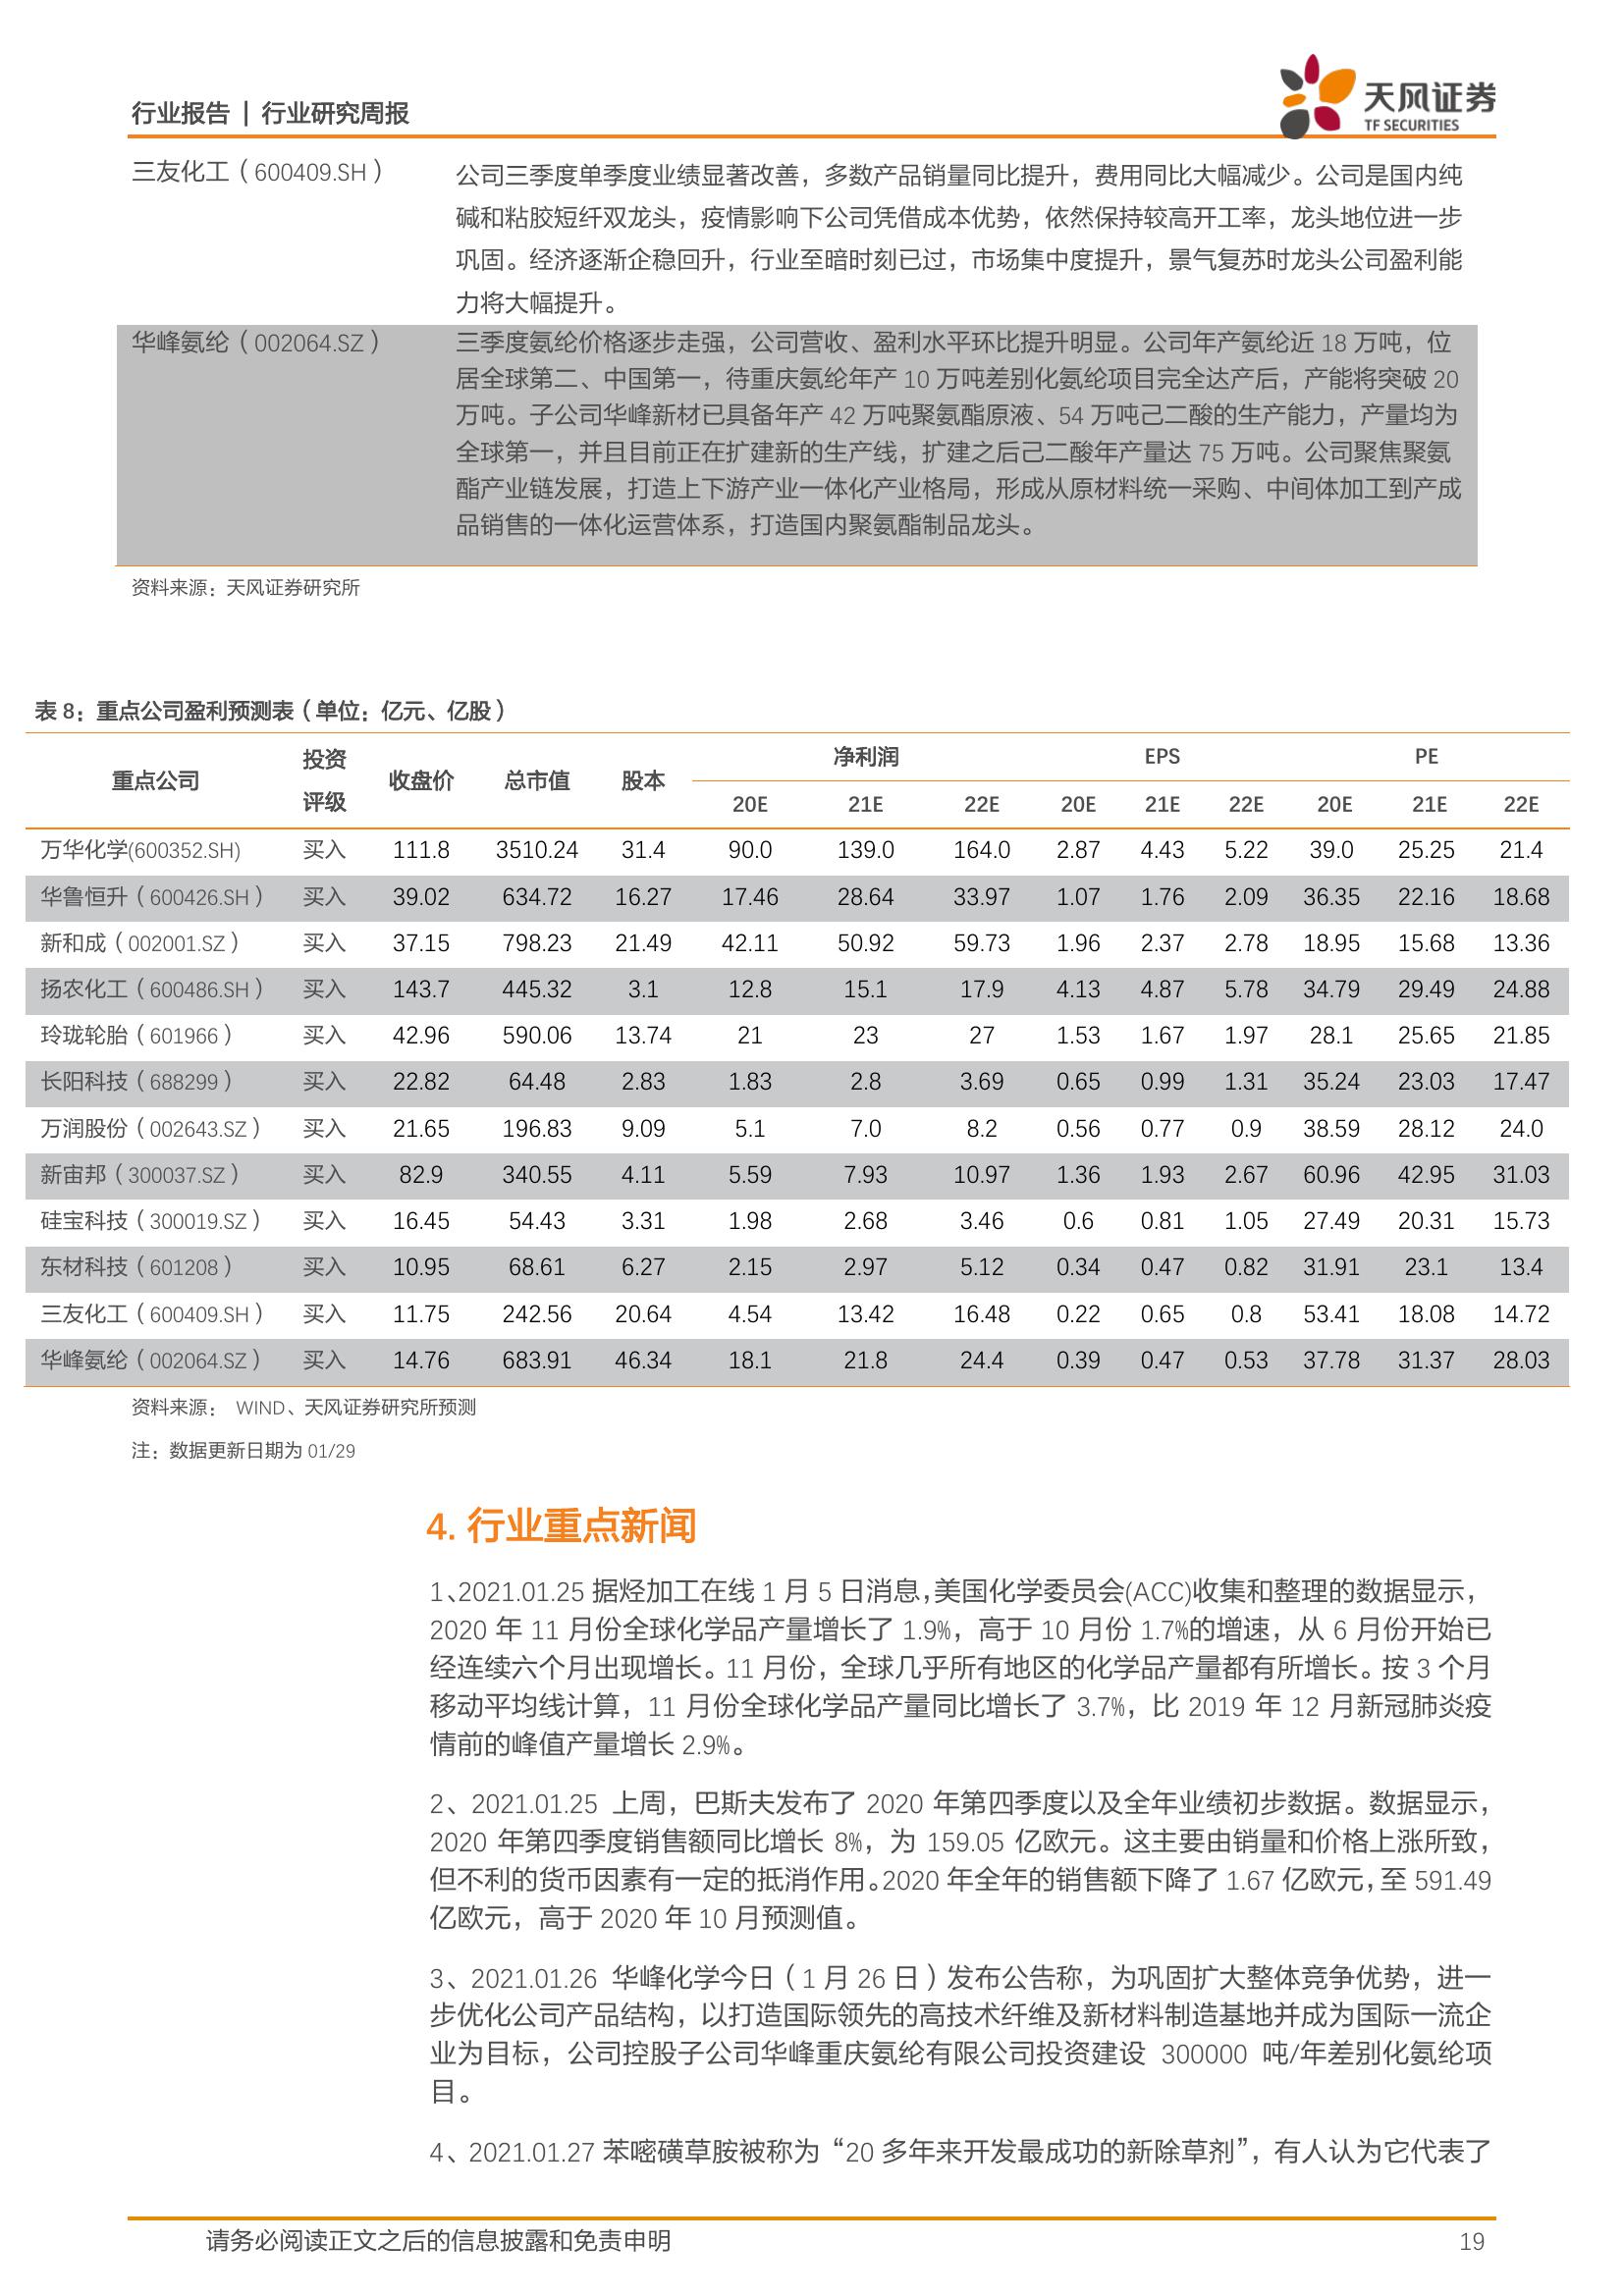 行业报告 | 行业研究周报
天风证券
TF SECURITIES
三友化工（600409.SH） 公司三季度单季度业绩显著改善，多数产品销量同比提升，费用同比大幅减少。公司是国内纯
碱和粘胶短纤双龙头，疫情影响下公司凭借成本优势，依然保持较高开工率，龙头地位进一步
巩固。经济逐渐企稳回升，行业至暗时刻已过，市场集中度提升，景气复苏时龙头公司盈利能
力将大幅提升。
华峰氨纶（002064.SZ） 三季度氨纶价格逐步走强，公司营收、盈利水平环比提升明显。公司年产氨纶近 18 万吨，位
居全球第二、中国第一，待重庆氨纶年产 10 万吨差别化氨纶项目完全达产后，产能将突破 20
万吨。子公司华峰新材已具备年产 42 万吨聚氨酯原液、54 万吨己二酸的生产能力，产量均为
全球第一，并且目前正在扩建新的生产线，扩建之后己二酸年产量达 75 万吨。公司聚焦聚氨
酯产业链发展，打造上下游产业一体化产业格局，形成从原材料统一采购、中间体加工到产成
品销售的一体化运营体系，打造国内聚氨酯制品龙头。
资料来源：天风证券研究所
表 8：重点公司盈利预测表（单位：亿元、亿股）
重点公司 投资评级 收盘价 总市值 股本 净利润 EPS PE
20E 21E 22E 20E 21E 22E 20E 21E 22E
万华化学(600352.SH) 买入 111.8 3510.24 31.4 90.0 139.0 164.0 2.87 4.43 5.22 39.0 25.25 21.4
华鲁恒升（600426.SH） 买入 39.02 634.72 16.27 17.46 28.64 33.97 1.07 1.76 2.09 36.35 22.16 18.68
新和成（002001.SZ） 买入 37.15 798.23 21.49 42.11 50.92 59.73 1.96 2.37 2.78 18.95 15.68 13.36
扬农化工（600486.SH） 买入 143.7 445.32 3.1 12.8 15.1 17.9 4.13 4.87 5.78 34.79 29.49 24.88
玲珑轮胎（601966） 买入 42.96 590.06 13.74 21 23 27 1.53 1.67 1.97 28.1 25.65 21.85
长阳科技（688299） 买入 22.82 64.48 2.83 1.83 2.8 3.69 0.65 0.99 1.31 35.24 23.03 17.47
万润股份（002643.SZ） 买入 21.65 196.83 9.09 5.1 7.0 8.2 0.56 0.77 0.9 38.59 28.12 24.0
新宙邦（300037.SZ） 买入 82.9 340.55 4.11 5.59 7.93 10.97 1.36 1.93 2.67 60.96 42.95 31.03
硅宝科技（300019.SZ） 买入 16.45 54.43 3.31 1.98 2.68 3.46 0.6 0.81 1.05 27.49 20.31 15.73
东材科技（601208） 买入 10.95 68.61 6.27 2.15 2.97 5.12 0.34 0.47 0.82 31.91 23.1 13.4
三友化工（600409.SH） 买入 11.75 242.56 20.64 4.54 13.42 16.48 0.22 0.65 0.8 53.41 18.08 14.72
华峰氨纶（002064.SZ） 买入 14.76 683.91 46.34 18.1 21.8 24.4 0.39 0.47 0.53 37.78 31.37 28.03
资料来源： WIND、天风证券研究所预测
注：数据更新日期为 01/29
4. 行业重点新闻
1、2021.01.25 据烃加工在线 1 月 5 日消息，美国化学委员会(ACC)收集和整理的数据显示，
2020 年 11 月份全球化学品产量增长了 1.9%，高于 10 月份 1.7%的增速，从 6 月份开始已
经连续六个月出现增长。11 月份，全球几乎所有地区的化学品产量都有所增长。按 3 个月
移动平均线计算，11 月份全球化学品产量同比增长了 3.7%，比 2019 年 12 月新冠肺炎疫
情前的峰值产量增长 2.9%。
2、2021.01.25 上周，巴斯夫发布了 2020 年第四季度以及全年业绩初步数据。数据显示，
2020 年第四季度销售额同比增长 8%，为 159.05 亿欧元。这主要由销量和价格上涨所致，
但不利的货币因素有一定的抵消作用。2020 年全年的销售额下降了 1.67 亿欧元，至 591.49
亿欧元，高于 2020 年 10 月预测值。
3、2021.01.26 华峰化学今日（1 月 26 日）发布公告称，为巩固扩大整体竞争优势，进一
步优化公司产品结构，以打造国际领先的高技术纤维及新材料制造基地并成为国际一流企
业为目标，公司控股子公司华峰重庆氨纶有限公司投资建设 300000 吨/年差别化氨纶项
目。
4、2021.01.27 苯嘧磺草胺被称为“20 多年来开发最成功的新除草剂”，有人认为它代表了
请务必阅读正文之后的信息披露和免责申明 19